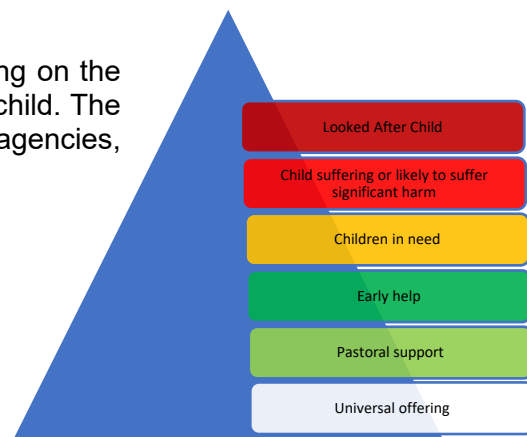 ng on the
child. The
agencies,
Looked After Child
Child suffering or likely to suffer
significant harm
Children in need
Early help
Pastoral support
Universal offering